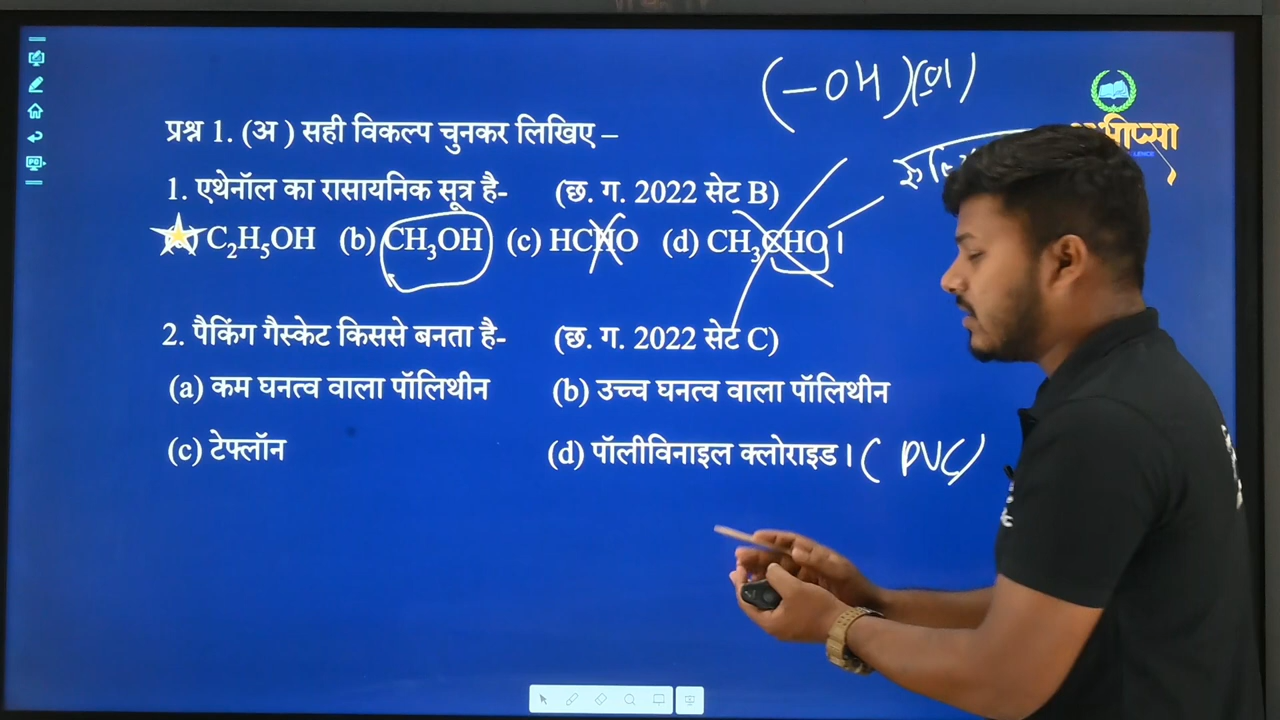 (-OH)(ol)
प्रश्न 1. (अ ) सही विकल्प चुनकर लिखिए –
1. एथेनॉल का रासायनिक सूत्र है- (छ. ग. 2022 सेट B)
C₂H₅OH (b) CH₃OH (c) HCHO (d) CH₃CHO ।
2. पैकिंग गैस्केट किससे बनता है- (छ. ग. 2022 सेट C)
(a) कम घनत्व वाला पॉलिथीन (b) उच्च घनत्व वाला पॉलिथीन
(c) टेफ्लॉन (d) पॉलीविनाइल क्लोराइड । ( PVC)